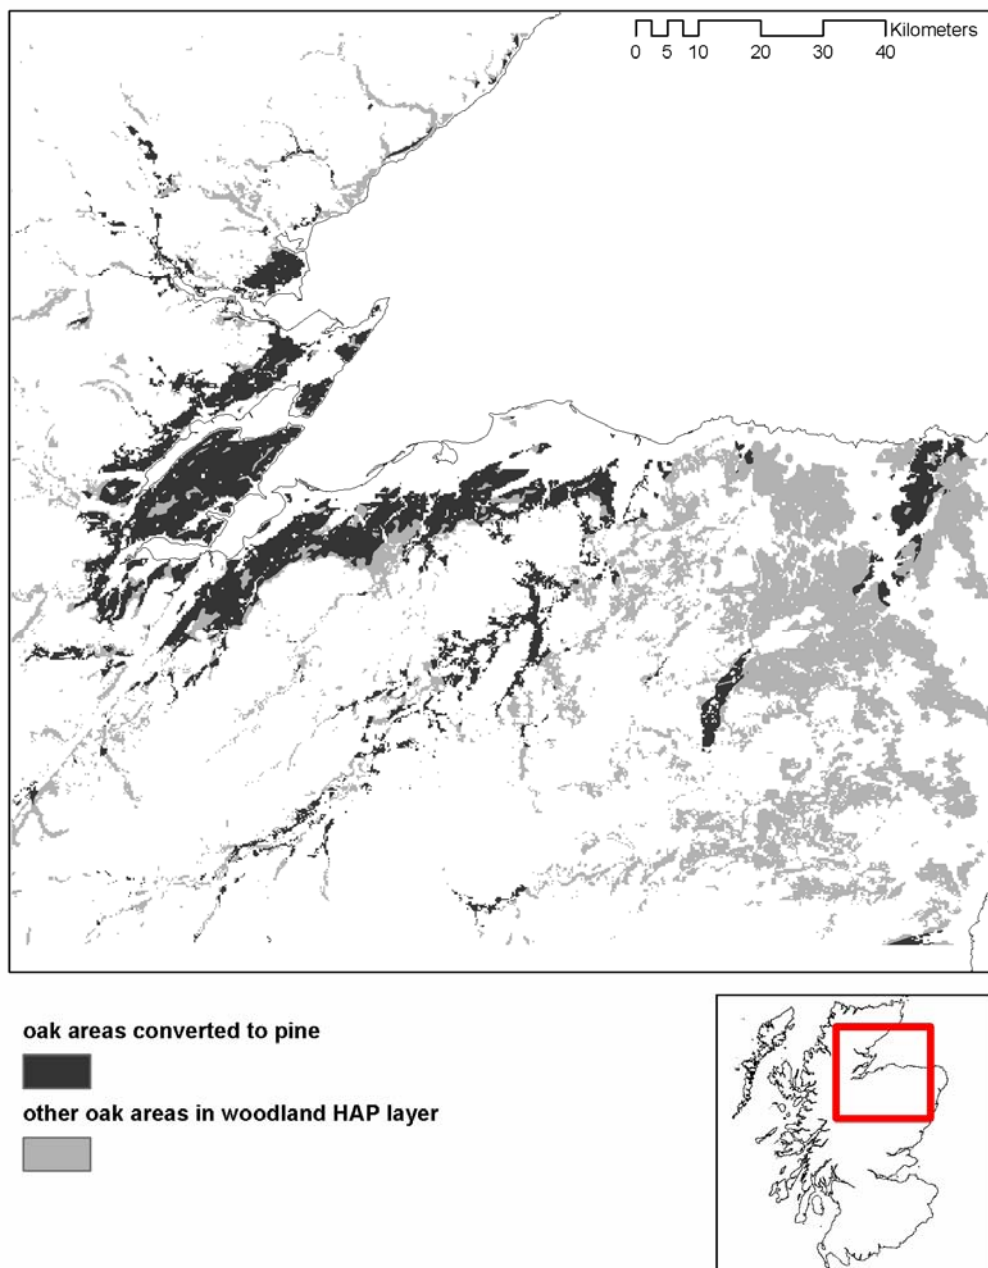 Kilometers
0 5 10 20 30 40
oak areas converted to pine
other oak areas in woodland HAP layer